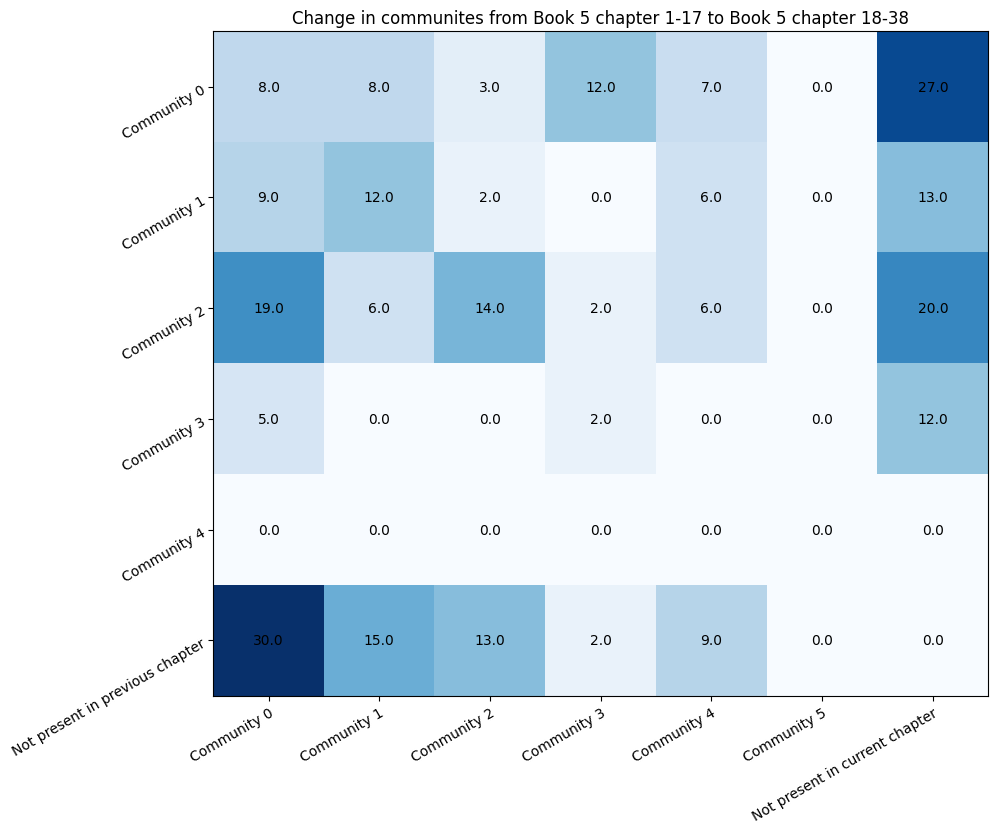 Change in communites from Book 5 chapter 1-17 to Book 5 chapter 18-38
Community 0 8.0 8.0 3.0 12.0 7.0 0.0 27.0
Community 1 9.0 12.0 2.0 0.0 6.0 0.0 13.0
Community 2 19.0 6.0 14.0 2.0 6.0 0.0 20.0
Community 3 5.0 0.0 0.0 2.0 0.0 0.0 12.0
Community 4 0.0 0.0 0.0 0.0 0.0 0.0 0.0
Not present in previous chapter 30.0 15.0 13.0 2.0 9.0 0.0 0.0
Community 0 Community 1 Community 2 Community 3 Community 4 Community 5 Not present in current chapter